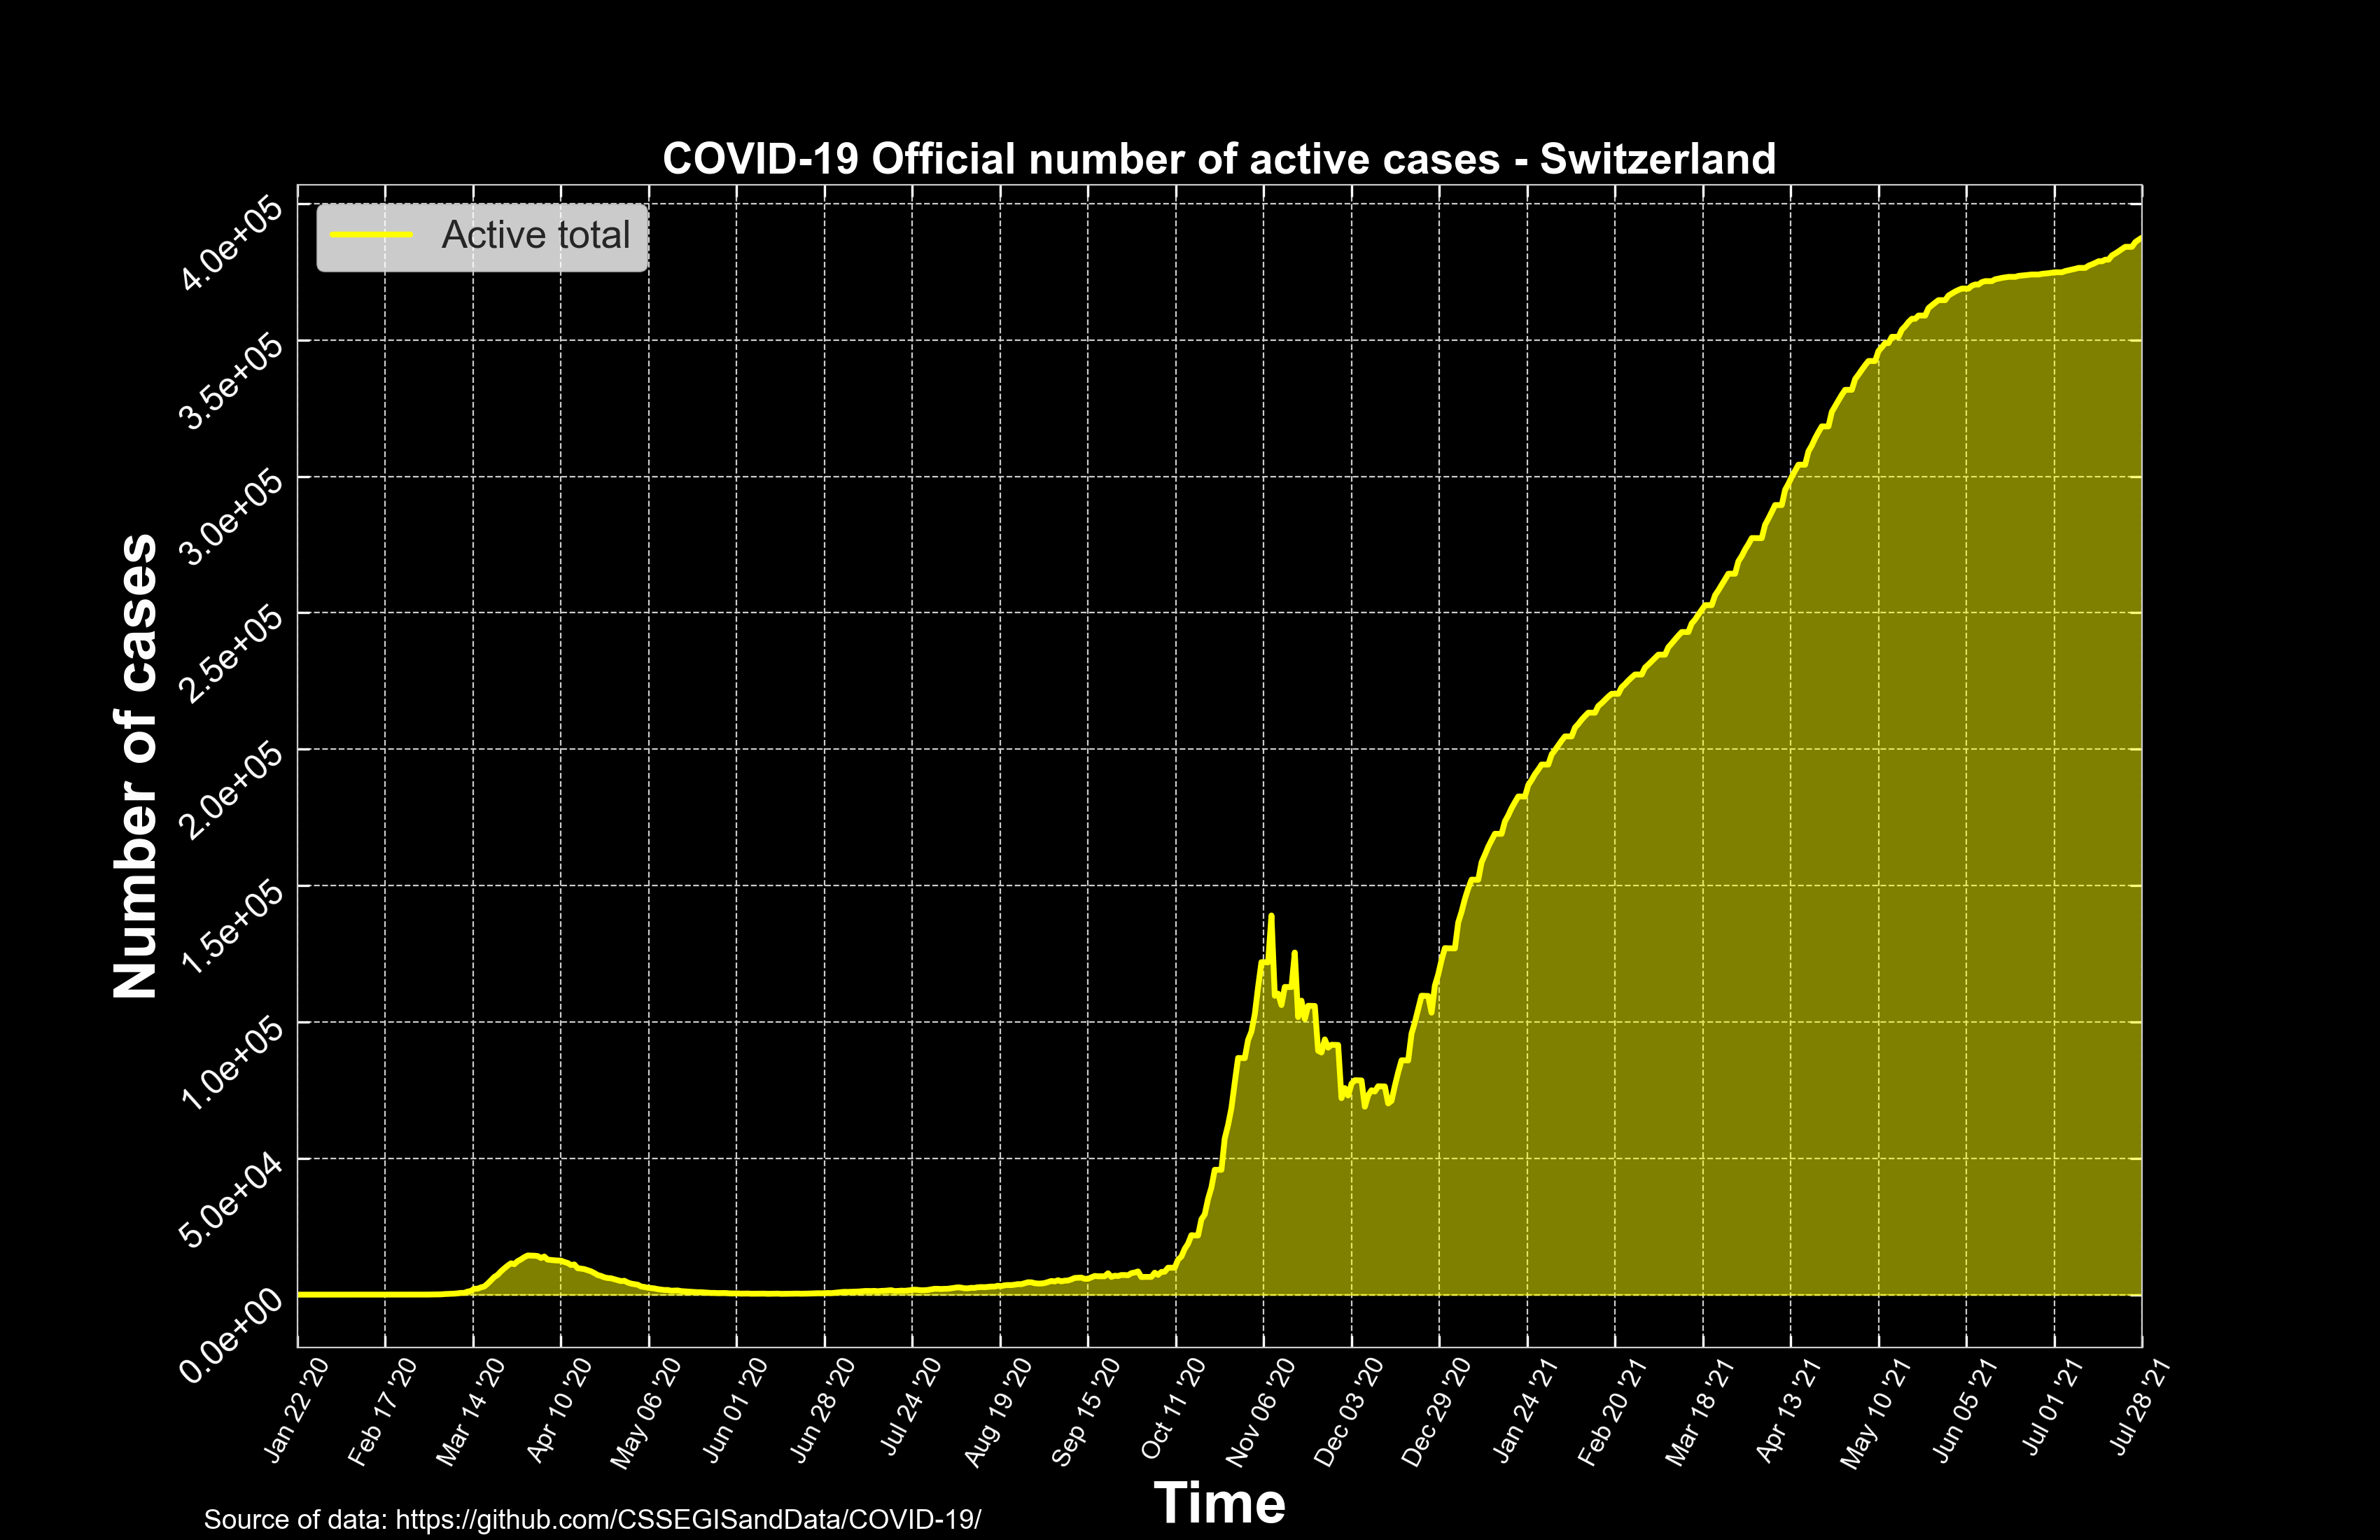 COVID-19 Official number of active cases - Switzerland
Active total
4.0e+05
3.5e+05
3.0e+05
2.5e+05
2.0e+05
1.5e+05
1.0e+05
5.0e+04
0.0e+00
Number of cases
Jan 22 '20
Feb 17 '20
Mar 14 '20
Apr 10 '20
May 06 '20
Jun 01 '20
Jun 28 '20
Jul 24 '20
Aug 19 '20
Sep 15 '20
Oct 11 '20
Nov 06 '20
Dec 03 '20
Dec 29 '20
Jan 24 '21
Feb 20 '21
Mar 18 '21
Apr 13 '21
May 10 '21
Jun 05 '21
Jul 01 '21
Jul 28 '21
Time
Source of data: https://github.com/CSSEGISandData/COVID-19/